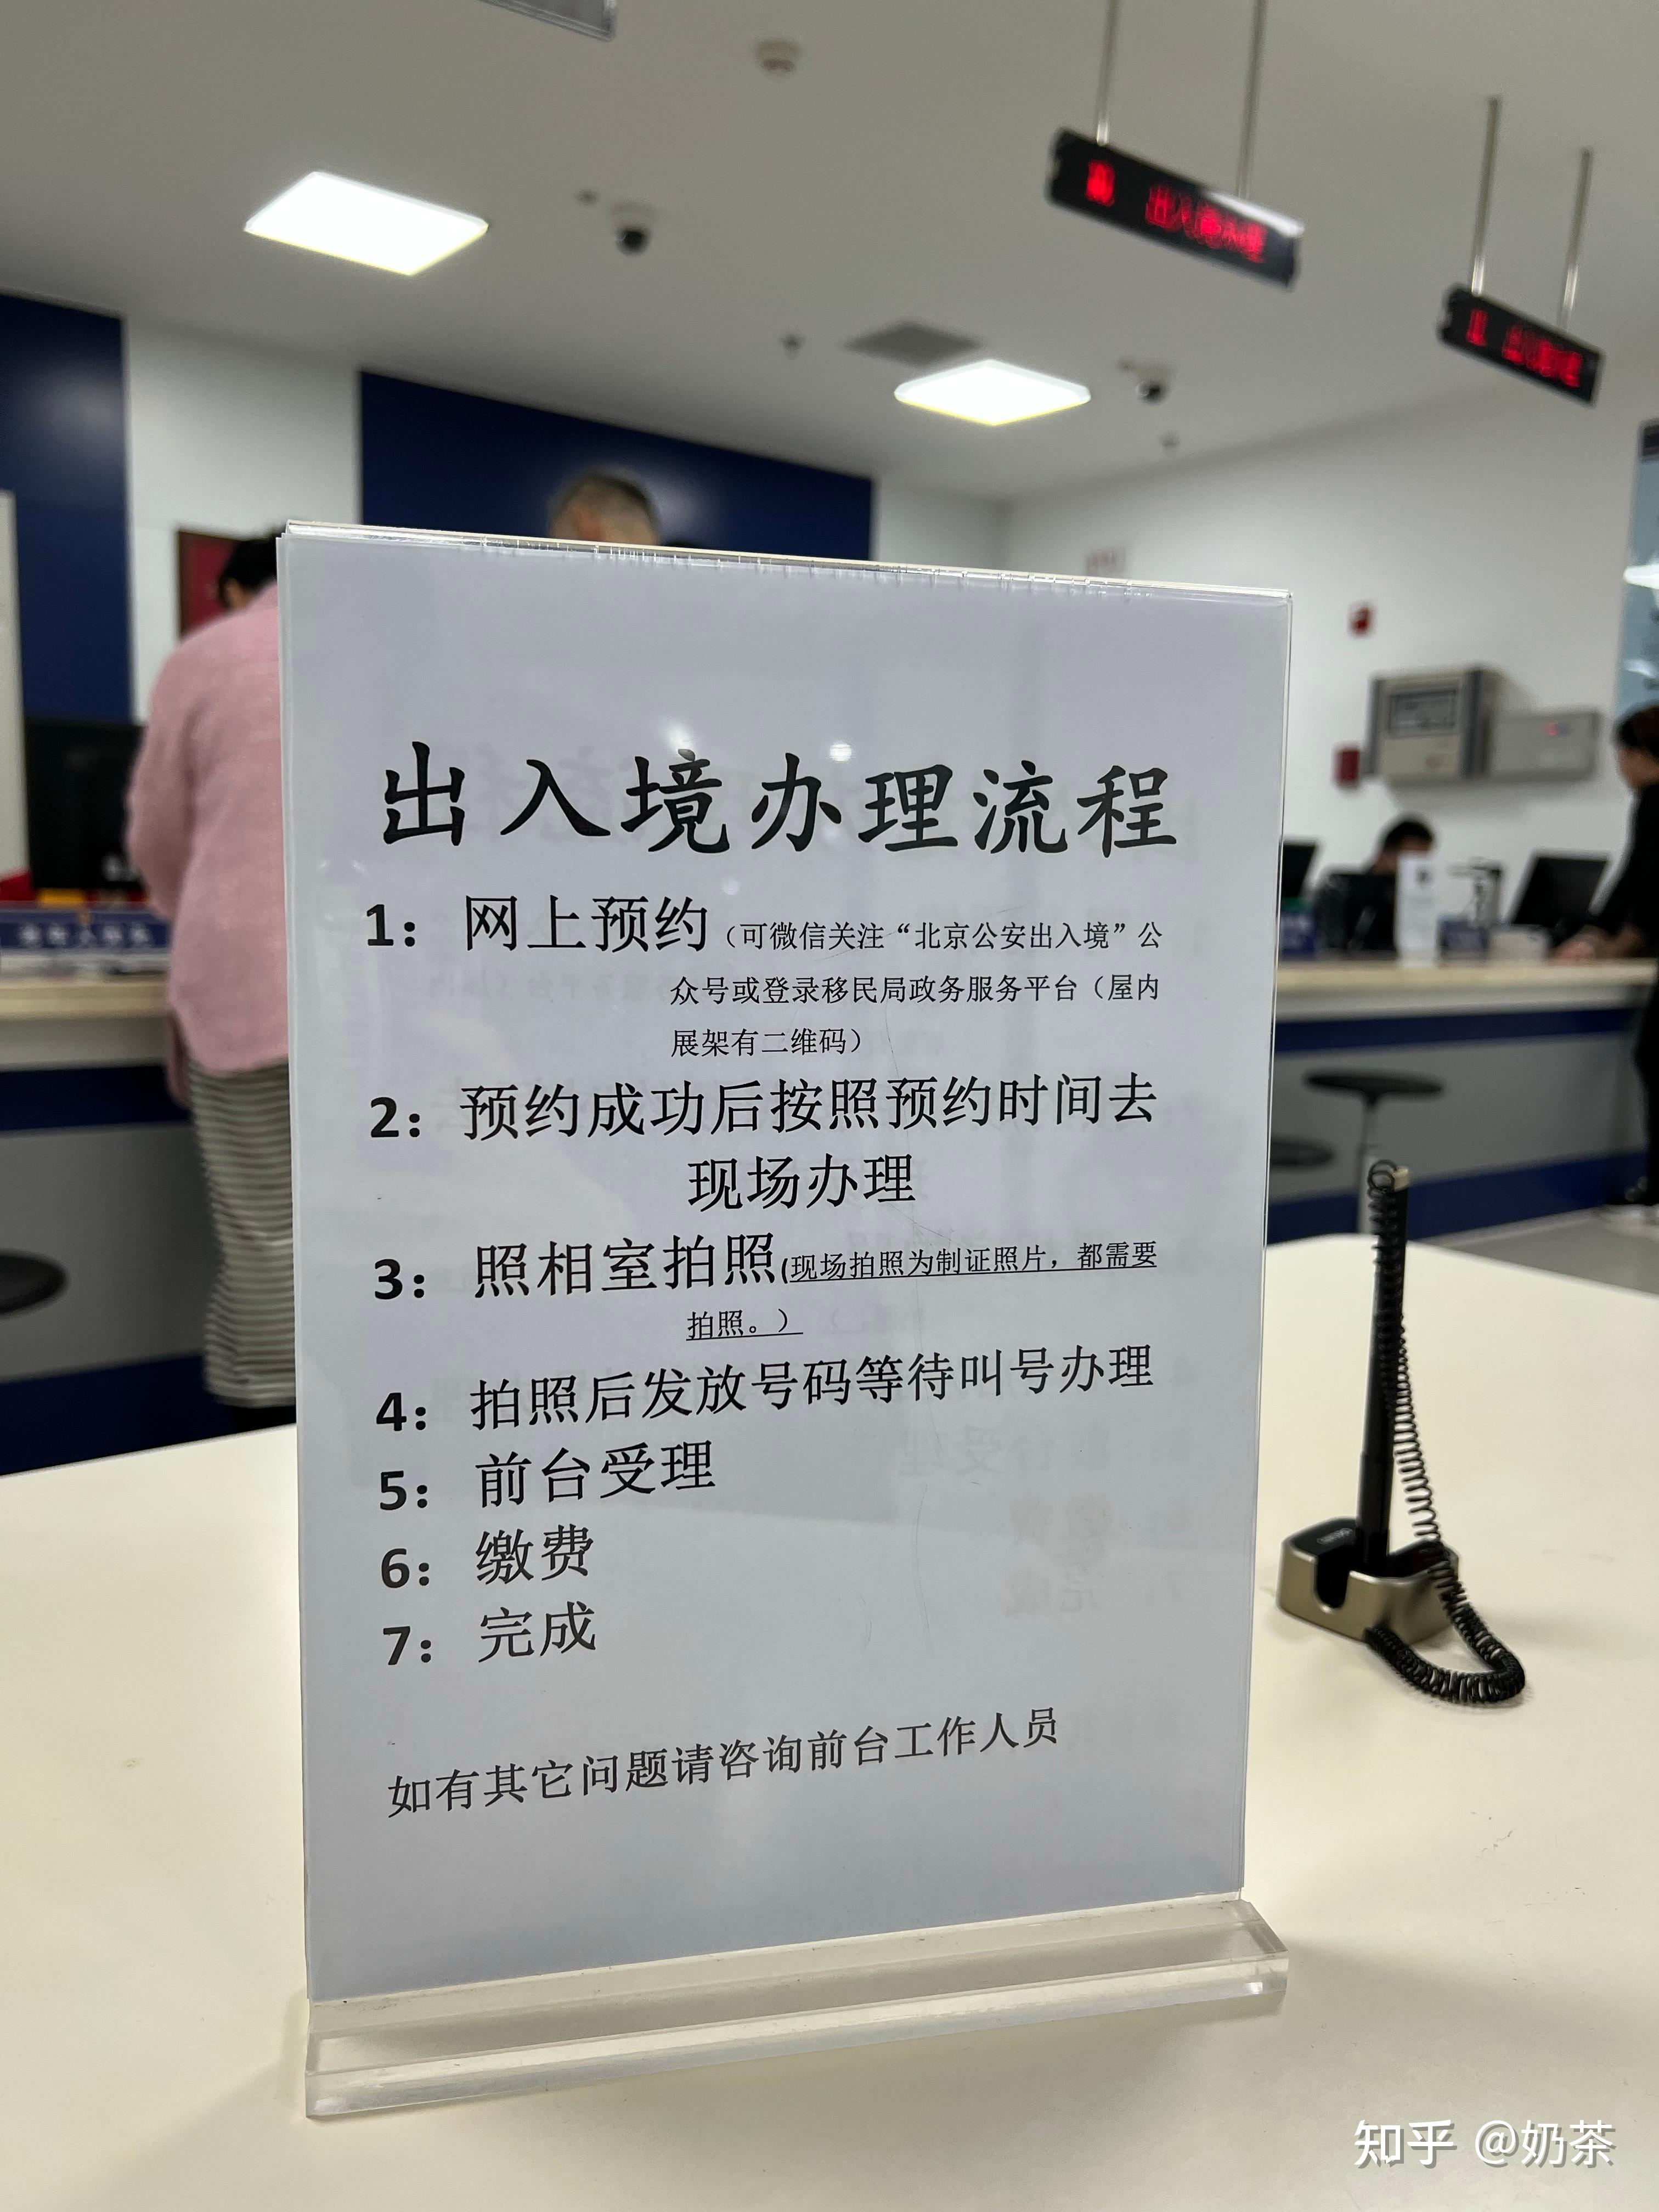 出入境办理
出入境办理流程
1：网上预约（可微信关注“北京公安出入境”公
众号或登录移民局政务服务平台（屋内
展架有二维码）
2：预约成功后按照预约时间去
现场办理
3：照相室拍照(现场拍照为制证照片，都需要
拍照。）
4：拍照后发放号码等待叫号办理
5：前台受理
6：缴费
7：完成
如有其它问题请咨询前台工作人员
知乎 @奶茶